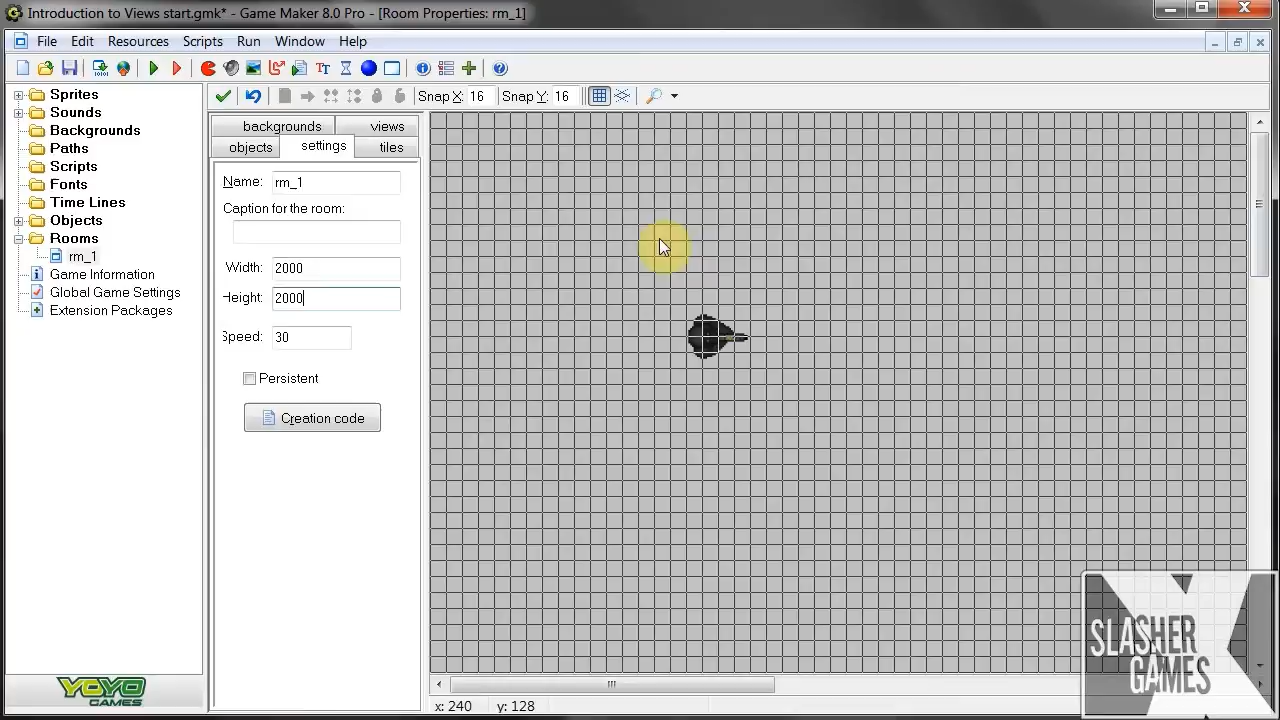 Introduction to Views start.gmk* - Game Maker 8.0 Pro - [Room Properties: rm_1]
File Edit Resources Scripts Run Window Help
Snap X: 16 Snap Y: 16
Sprites
Sounds
Backgrounds
Paths
Scripts
Fonts
Time Lines
Objects
Rooms
rm_1
Game Information
Global Game Settings
Extension Packages
YOYO
GAMES
backgrounds views
objects settings tiles
Name: rm_1
Caption for the room:
Width: 2000
Height: 2000
Speed: 30
Persistent
Creation code
x: 240 y: 128
SLASHER
GAMES